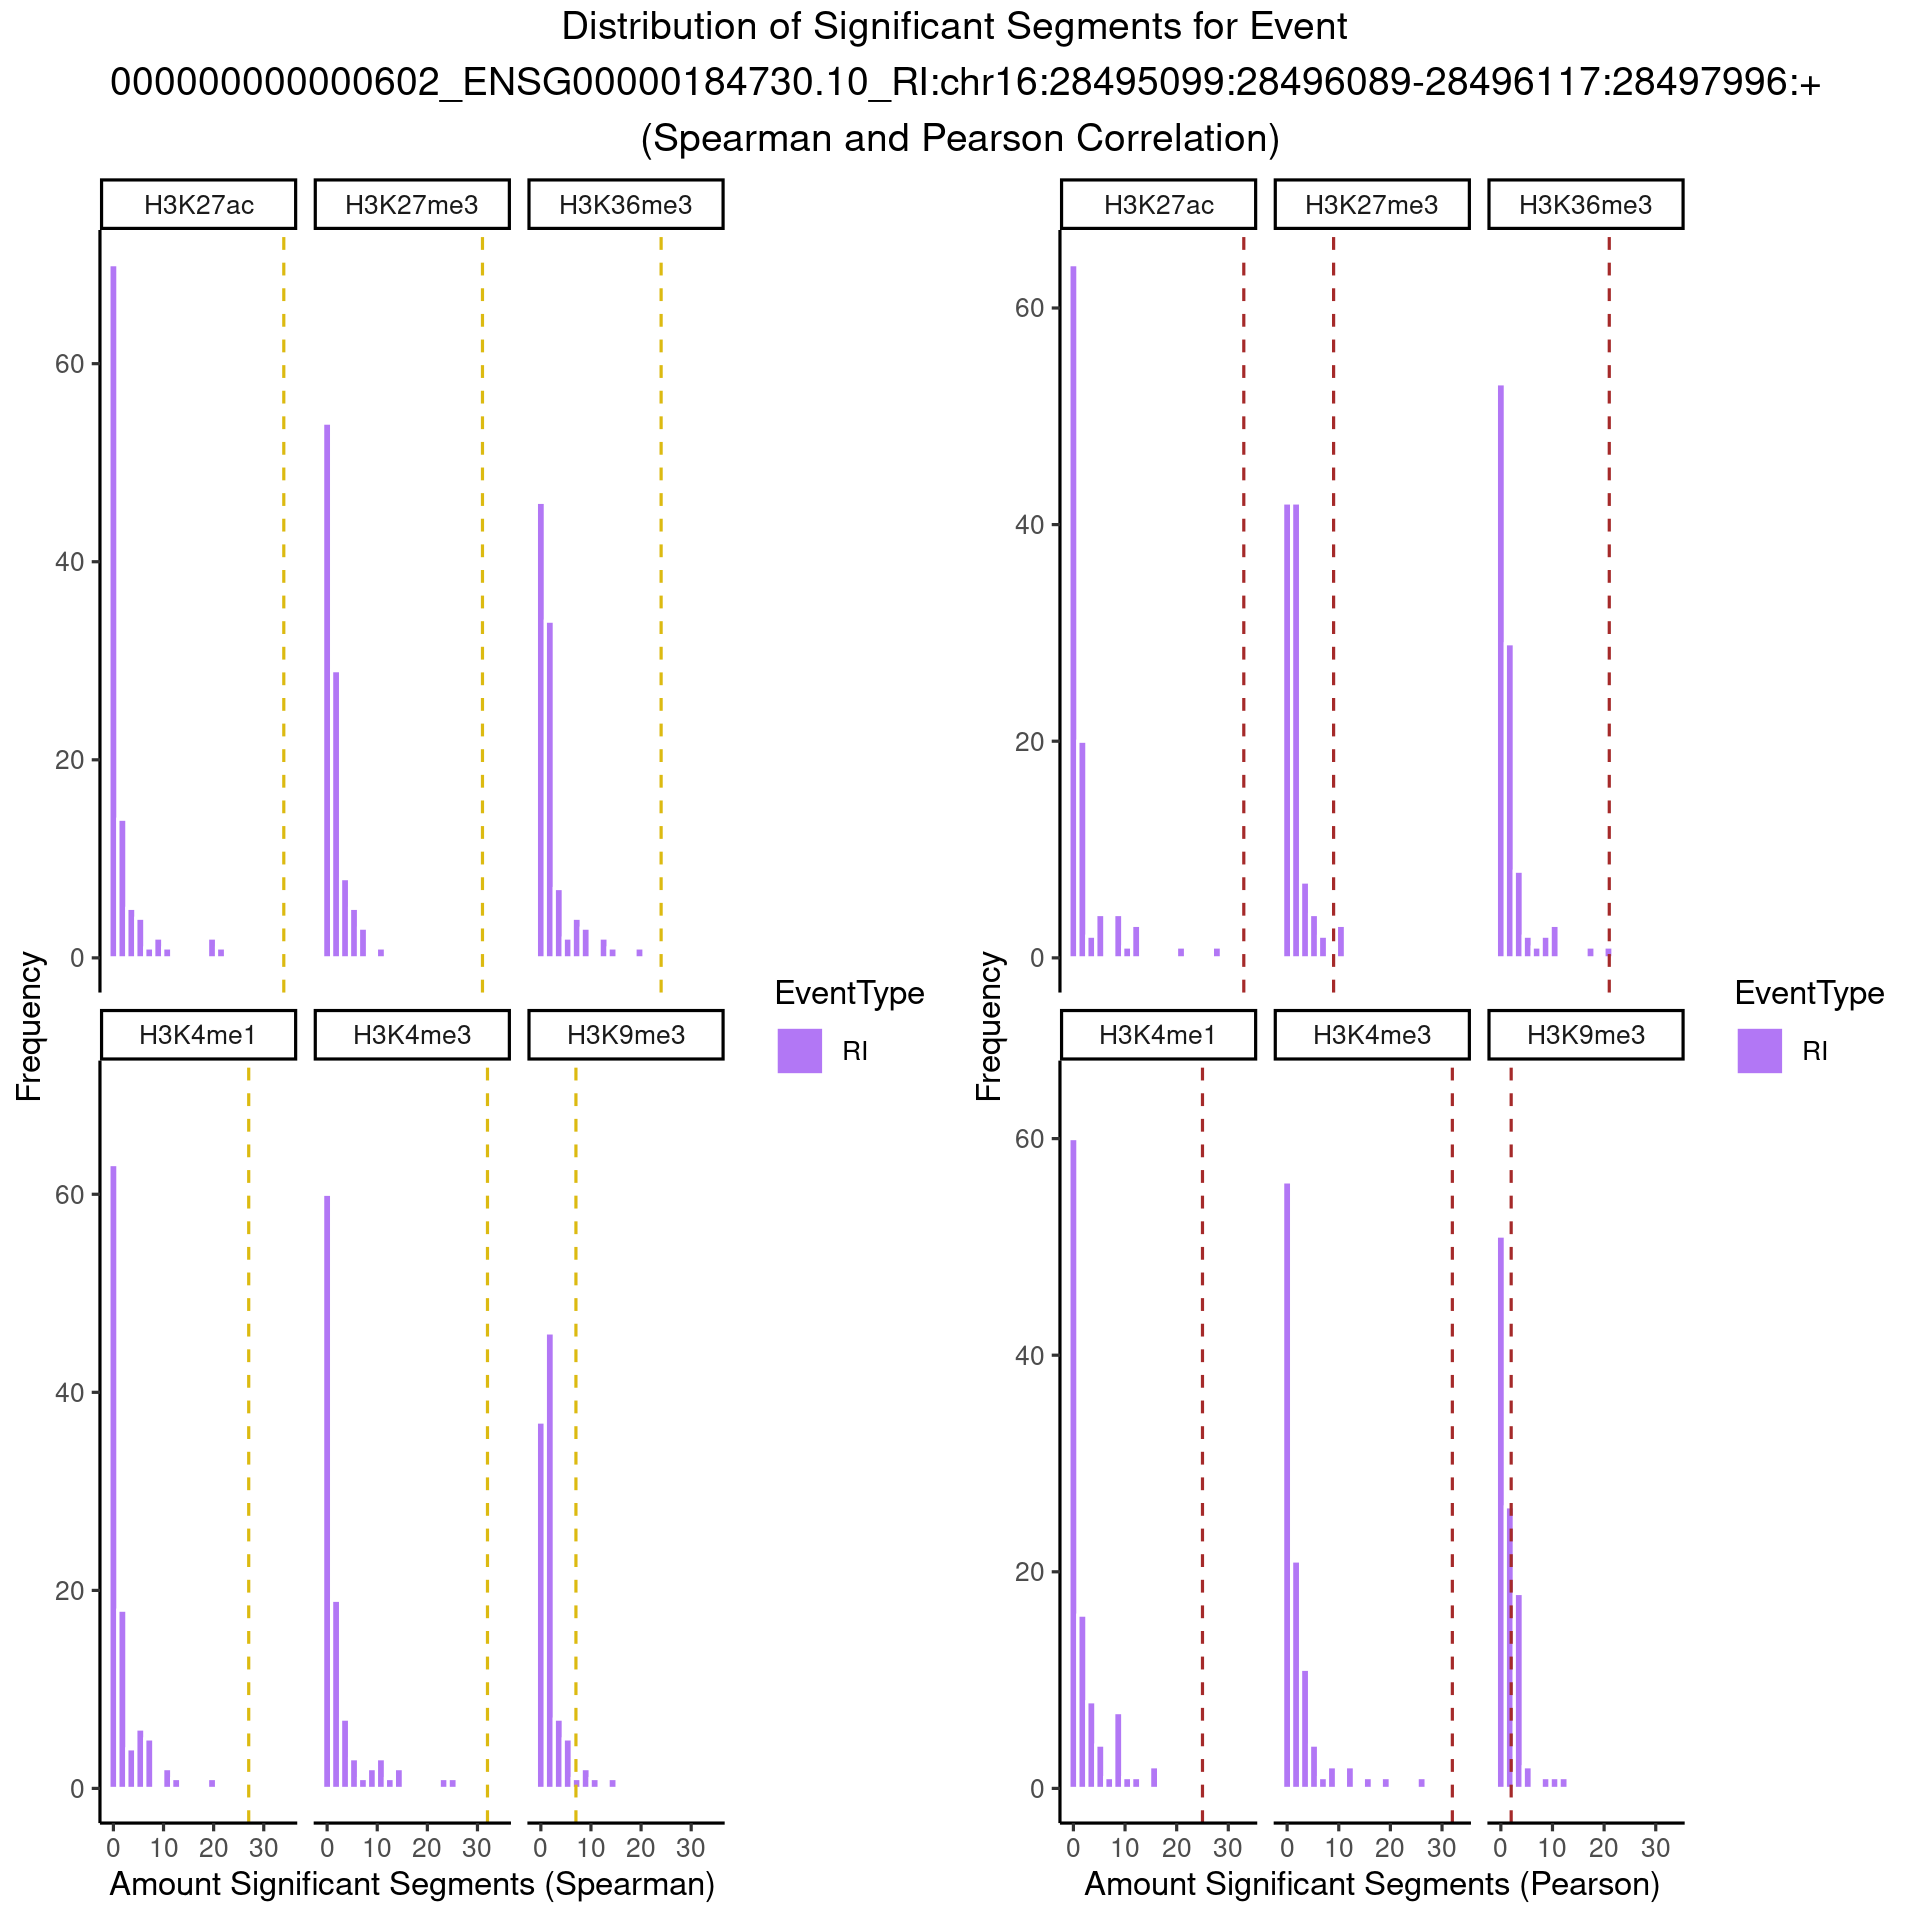 Distribution of Significant Segments for Event
000000000000602_ENSG00000184730.10_RI:chr16:28495099:28496089-28496117:28497996:+
(Spearman and Pearson Correlation)
H3K27ac H3K27me3 H3K36me3
60
40
20
0
H3K4me1 H3K4me3 H3K9me3
60
40
20
0
0 10 20 30 0 10 20 30 0 10 20 30
Frequency
Amount Significant Segments (Spearman)
EventType
RI
H3K27ac H3K27me3 H3K36me3
60
40
20
0
H3K4me1 H3K4me3 H3K9me3
60
40
20
0
0 10 20 30 0 10 20 30 0 10 20 30
Frequency
Amount Significant Segments (Pearson)
EventType
RI